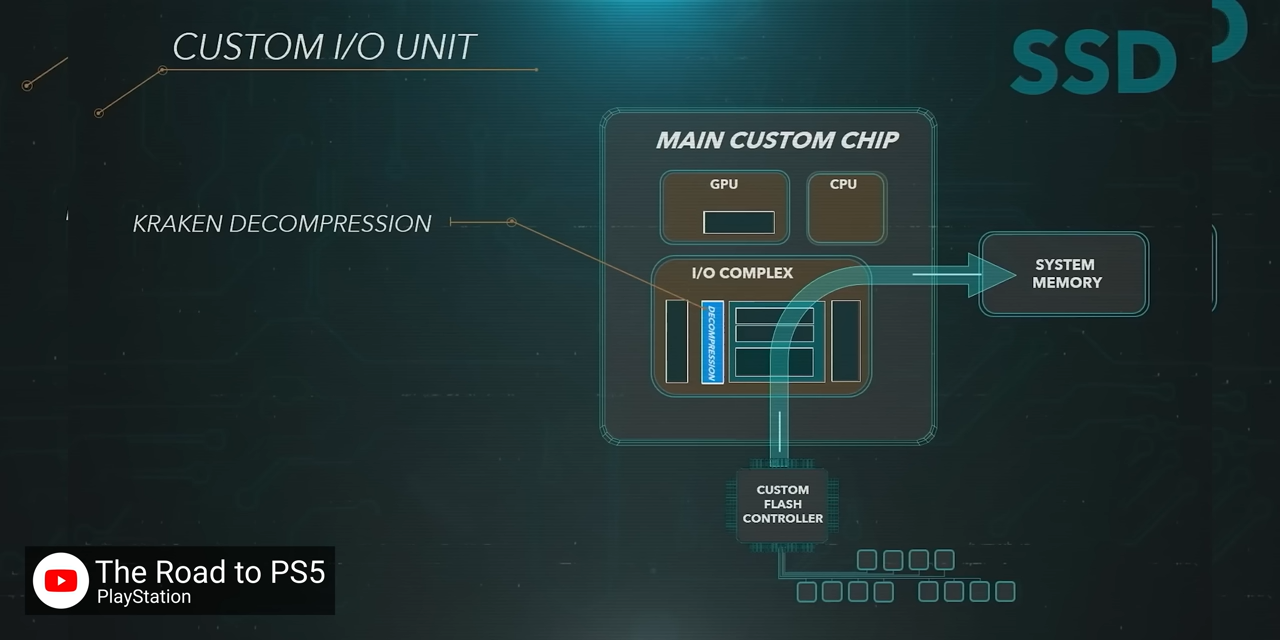 CUSTOM I/O UNIT
SSD
MAIN CUSTOM CHIP
GPU
CPU
KRAKEN DECOMPRESSION
I/O COMPLEX
DECOMPRESSION
SYSTEM
MEMORY
CUSTOM
FLASH
CONTROLLER
The Road to PS5
PlayStation